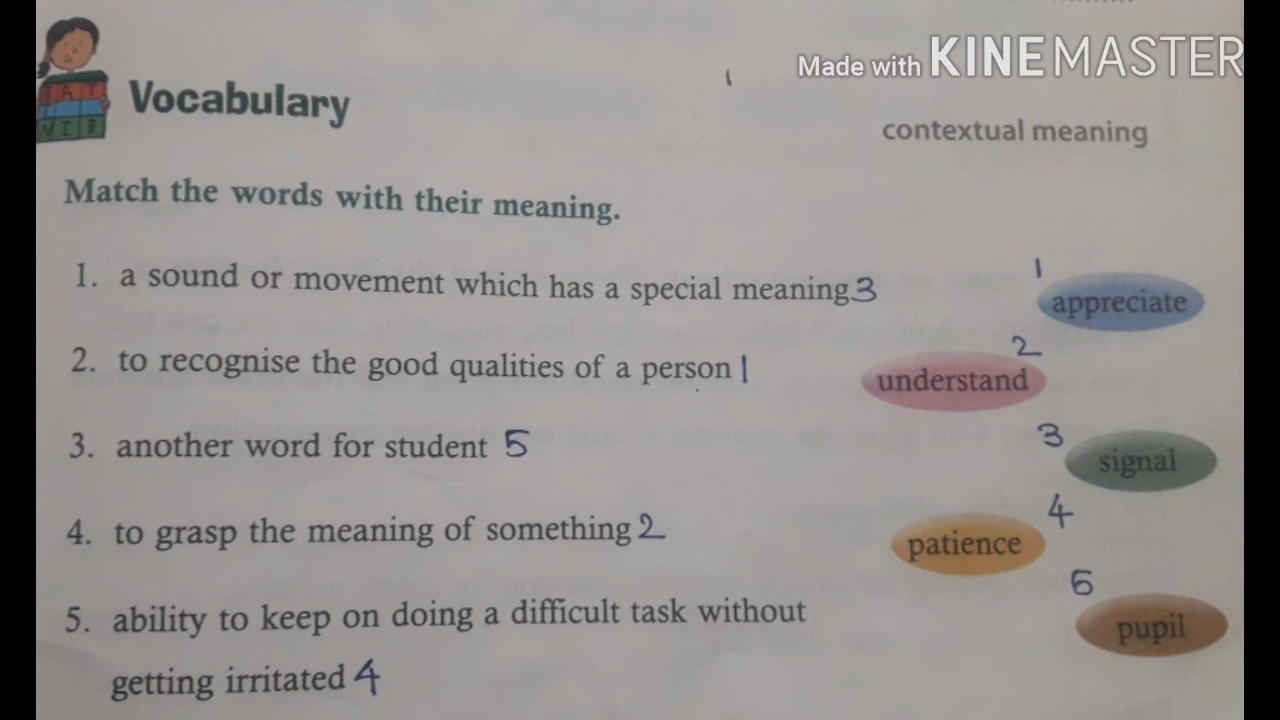 Made with KINEMASTER
Vocabulary
contextual meaning
Match the words with their meaning.
1. a sound or movement which has a special meaning 3
1
appreciate
2. to recognise the good qualities of a person 1
2
understand
3. another word for student 5
3
signal
4. to grasp the meaning of something 2
4
patience
5. ability to keep on doing a difficult task without
getting irritated 4
5
pupil